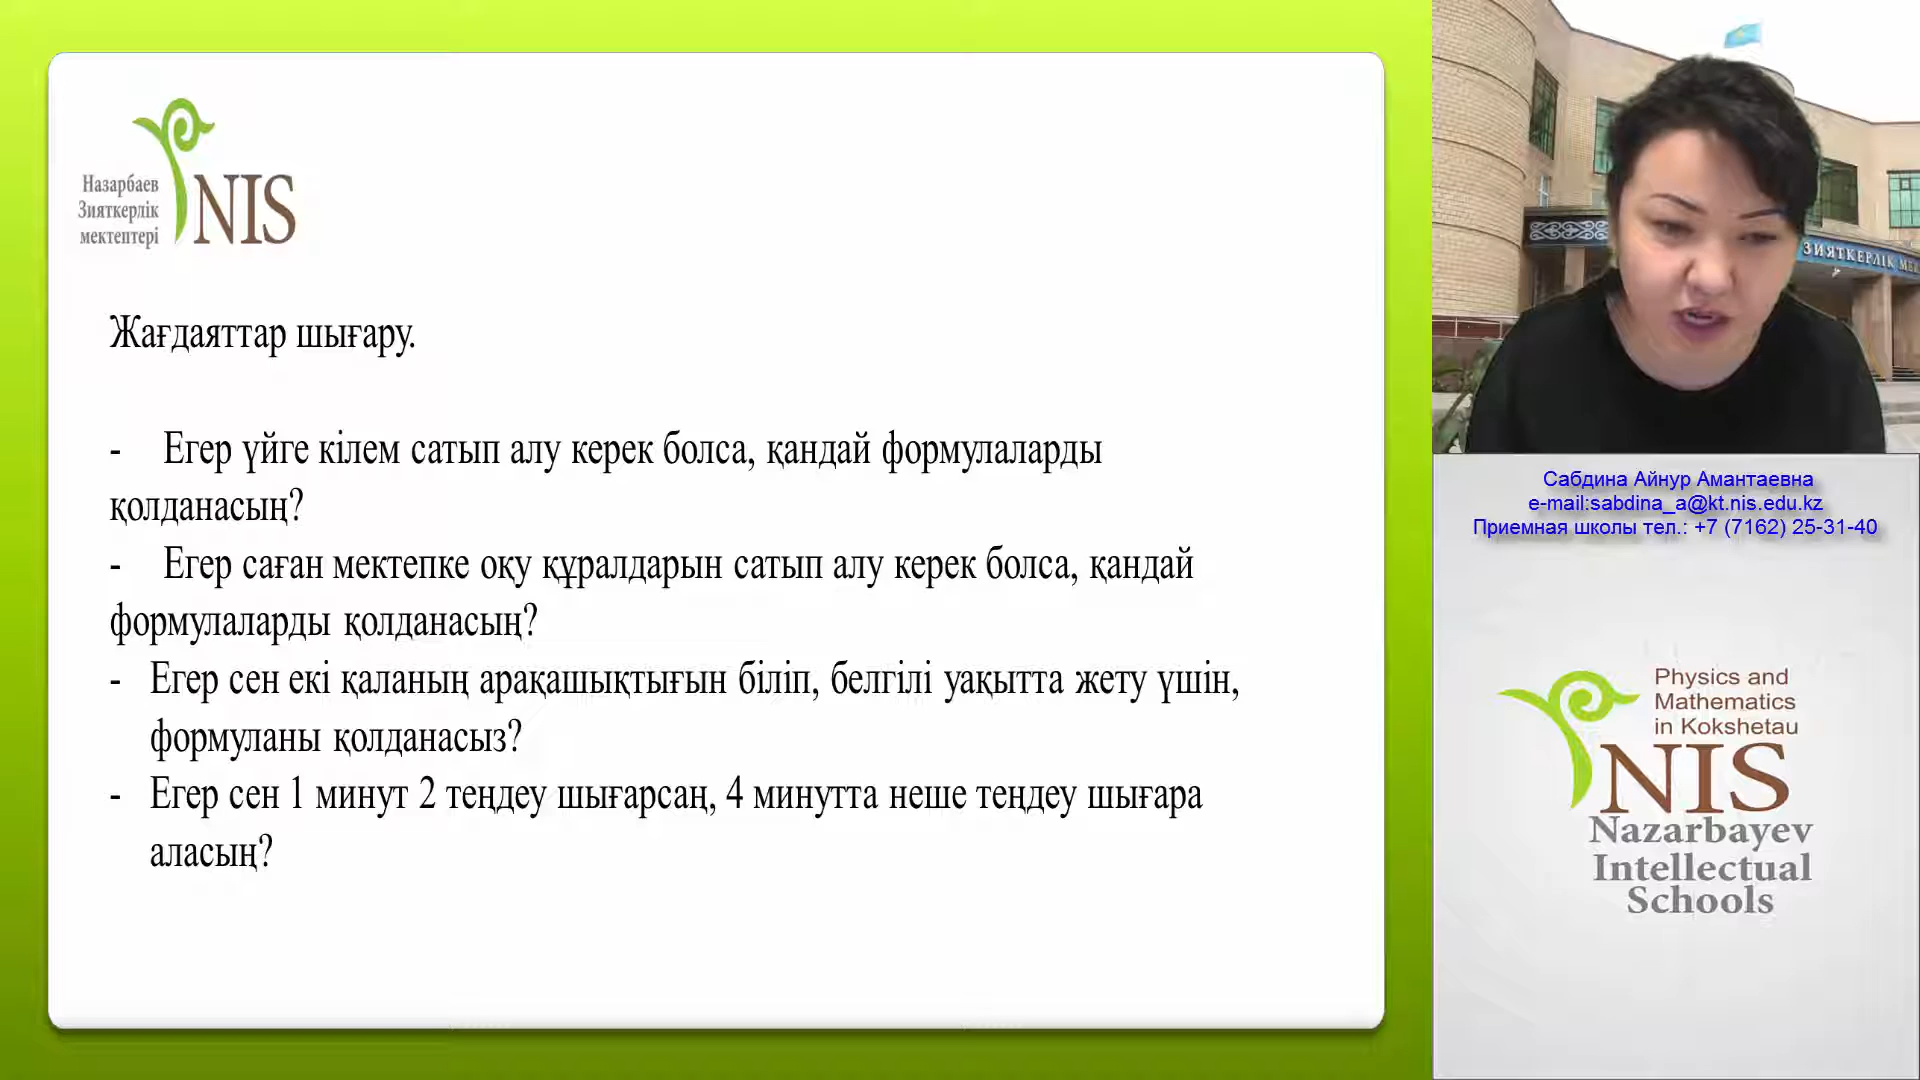 Назарбаев
Зияткерлік
мектептері
NIS
Жағдаяттар шығару.
- Егер үйге кілем сатып алу керек болса, қандай формулаларды
қолданасың?
- Егер саған мектепке оқу құралдарын сатып алу керек болса, қандай
формулаларды қолданасың?
- Егер сен екі қаланың арақашықтығын біліп, белгілі уақытта жету үшін,
формуланы қолданасыз?
- Егер сен 1 минут 2 теңдеу шығарсаң, 4 минутта неше теңдеу шығара
аласың?
ЗИЯТКЕРЛІК
Сабдина Айнур Амантаевна
e-mail:sabdina_a@kt.nis.edu.kz
Приемная школы тел.: +7 (7162) 25-31-40
Physics and
Mathematics
in Kokshetau
NIS
Nazarbayev
Intellectual
Schools